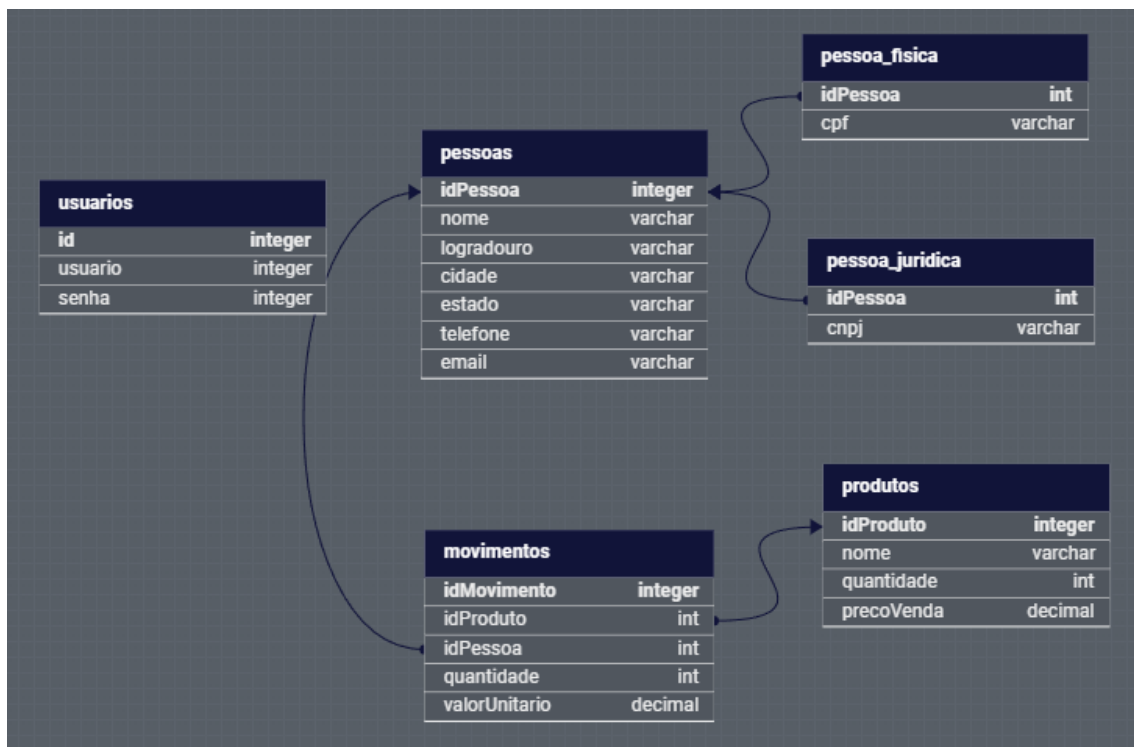 usuarios
id integer
usuario integer
senha integer
pessoas
idPessoa integer
nome varchar
logradouro varchar
cidade varchar
estado varchar
telefone varchar
email varchar
pessoa_fisica
idPessoa int
cpf varchar
pessoa_juridica
idPessoa int
cnpj varchar
movimentos
idMovimento integer
idProduto int
idPessoa int
quantidade int
valorUnitario decimal
produtos
idProduto integer
nome varchar
quantidade int
precoVenda decimal